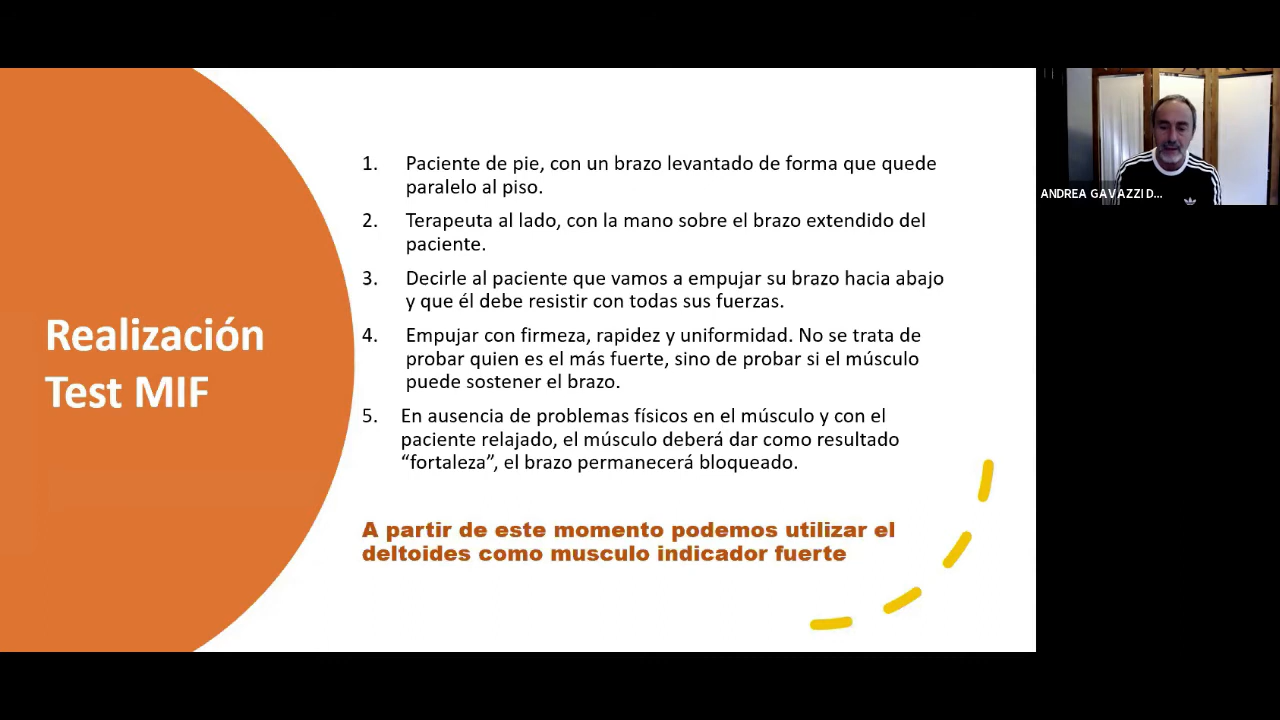 Realización
Test MIF
1. Paciente de pie, con un brazo levantado de forma que quede
paralelo al piso.
2. Terapeuta al lado, con la mano sobre el brazo extendido del
paciente.
3. Decirle al paciente que vamos a empujar su brazo hacia abajo
y que él debe resistir con todas sus fuerzas.
4. Empujar con firmeza, rapidez y uniformidad. No se trata de
probar quien es el más fuerte, sino de probar si el músculo
puede sostener el brazo.
5. En ausencia de problemas físicos en el músculo y con el
paciente relajado, el músculo deberá dar como resultado
“fortaleza”, el brazo permanecerá bloqueado.
A partir de este momento podemos utilizar el
deltoides como musculo indicador fuerte
ANDREA GAVAZZI D...